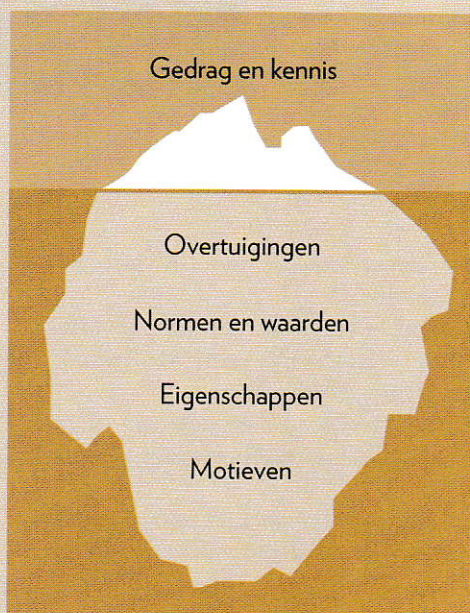 Gedrag en kennis
Overtuigingen
Normen en waarden
Eigenschappen
Motieven